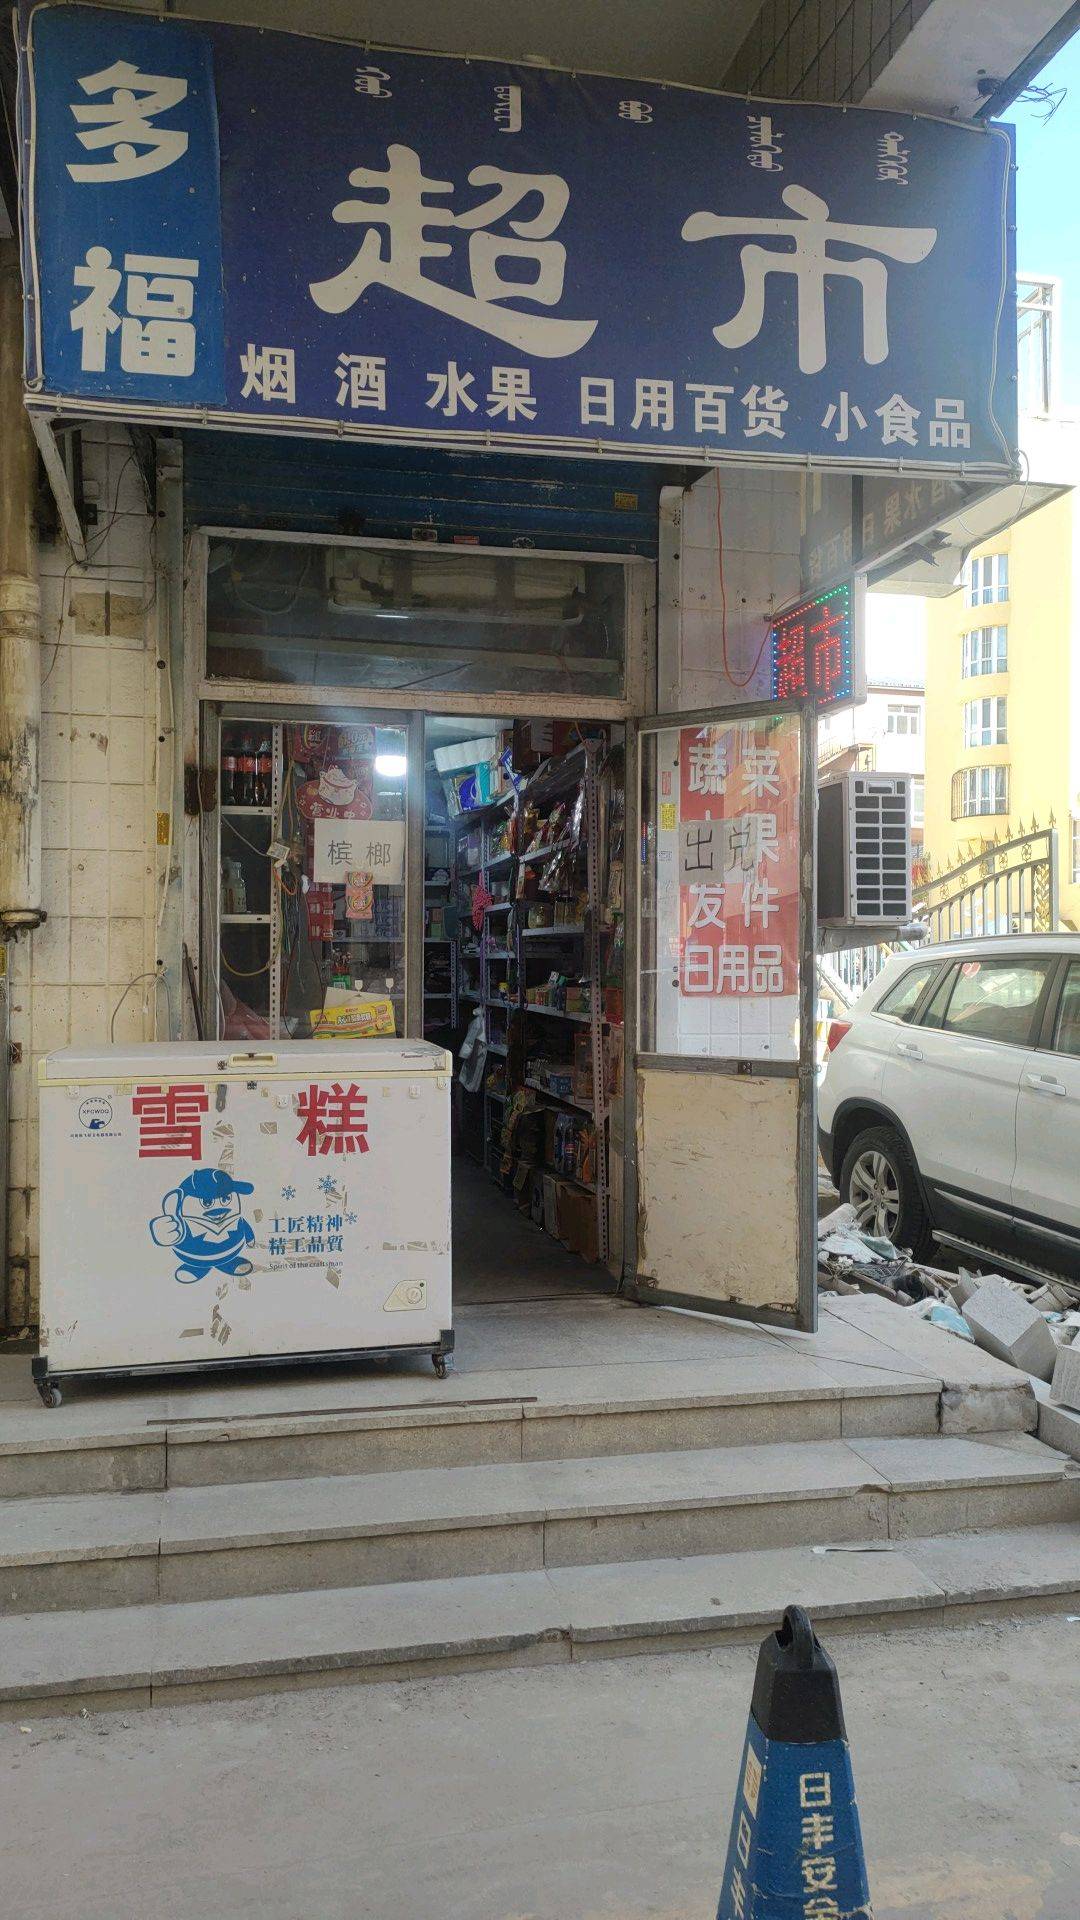 多福
超市
烟 酒 水果 日用百货 小食品
超市
蔬菜
水果
出兑
发件
日用品
槟榔
雪糕
XFCWDQ
工匠精神
精工品質
Spirit of the craftsman
日丰安